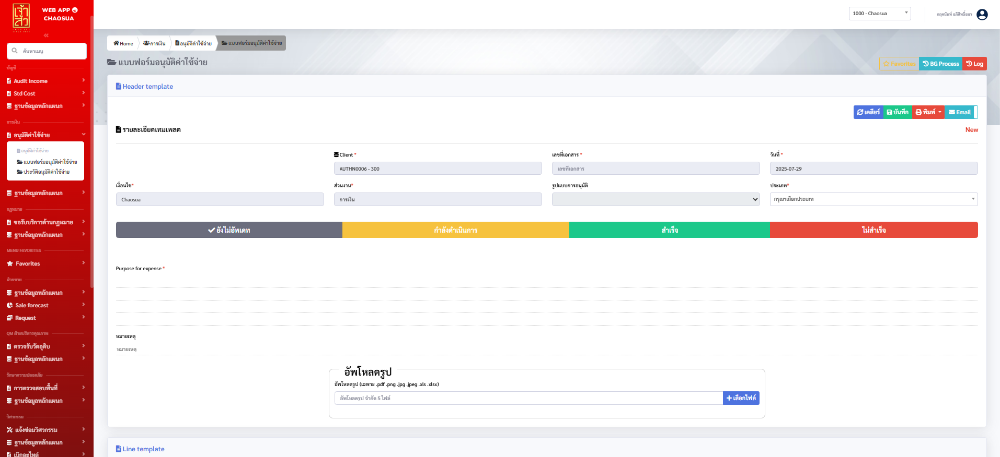 เจ้าสัว
WEB APP
CHAOSUA
ค้นหาเมนู
บัญชี
Audit Income
Std Cost
ฐานข้อมูลหลักแผนก
การเงิน
อนุมัติค่าใช้จ่าย
อนุมัติค่าใช้จ่าย
แบบฟอร์มอนุมัติค่าใช้จ่าย
ประวัติอนุมัติค่าใช้จ่าย
ฐานข้อมูลหลักแผนก
กฎหมาย
ขอรับบริการด้านกฎหมาย
ฐานข้อมูลหลักแผนก
MENU FAVORITES
Favorites
ฝ่ายขาย
ฐานข้อมูลหลักแผนก
Sale forecast
Request
QM ฝ่ายบริหารคุณภาพ
ตรวจรับวัตถุดิบ
ฐานข้อมูลหลักแผนก
รักษาความปลอดภัย
การตรวจสอบพื้นที่
ฐานข้อมูลหลักแผนก
วิศวกรรม
แจ้งซ่อมวิศวกรรม
ฐานข้อมูลหลักแผนก
เบิกอะไหล่
1000 - Chaosua
Home การเงิน อนุมัติค่าใช้จ่าย แบบฟอร์มอนุมัติค่าใช้จ่าย
แบบฟอร์มอนุมัติค่าใช้จ่าย
Favorites BG Process Log
Header template
เคลียร์ บันทึก พิมพ์ Email
รายละเอียดเทมเพลต New
Client * เลขที่เอกสาร * วันที่ *
AUTHN0006 - 300 เลขที่เอกสาร 2025-07-29
เงื่อนไข* ส่วนงาน* รูปแบบการอนุมัติ ประเภท*
Chaosua การเงิน กรุณาเลือกประเภท
ยังไม่อัพเดท กำลังดำเนินการ สำเร็จ ไม่สำเร็จ
Purpose for expense *
หมายเหตุ
หมายเหตุ
อัพโหลดรูป
อัพโหลดรูป (เฉพาะ .pdf .png .jpg .jpeg .xls .xlsx)
อัพโหลดรูป จำกัด 5 ไฟล์ เลือกไฟล์
Line template